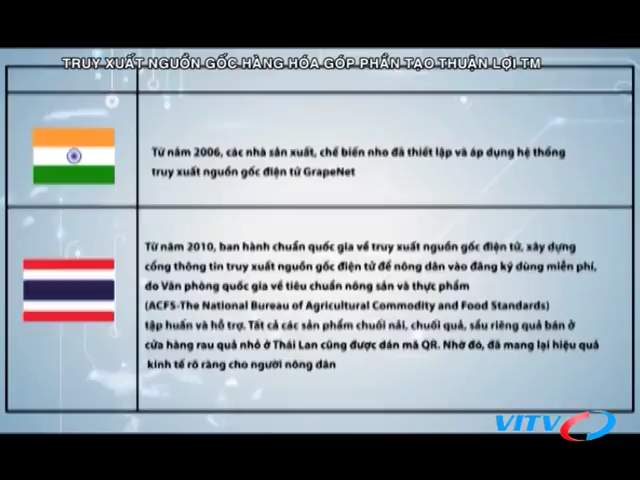 TRUY XUẤT NGUỒN GỐC HÀNG HÓA GÓP PHẦN TẠO THUẬN LỢI TM
Từ năm 2006, các nhà sản xuất, chế biến nho đã thiết lập và áp dụng hệ thống
truy xuất nguồn gốc điện tử GrapeNet
Từ năm 2010, ban hành chuẩn quốc gia về truy xuất nguồn gốc điện tử, xây dựng
cổng thông tin truy xuất nguồn gốc điện tử để nông dân vào đăng ký dùng miễn phí,
do Văn phòng quốc gia về tiêu chuẩn nông sản và thực phẩm
(ACFS-The National Bureau of Agricultural Commodity and Food Standards)
tập huấn và hỗ trợ. Tất cả các sản phẩm chuối nải, chuối quả, sầu riêng quả bán ở
cửa hàng rau quả nhỏ ở Thái Lan cũng được dán mã QR. Nhờ đó, đã mang lại hiệu quả
kinh tế rõ ràng cho người nông dân
VITV